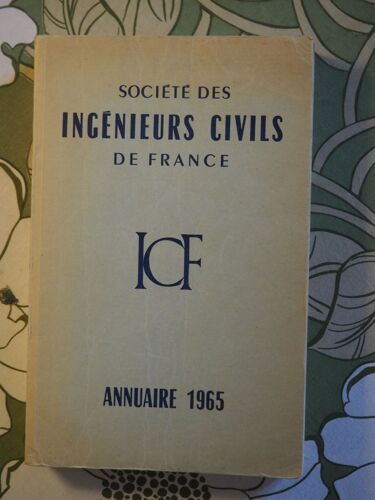 SOCIÉTÉ DES
INGÉNIEURS CIVILS
DE FRANCE
ICF
ANNUAIRE 1965